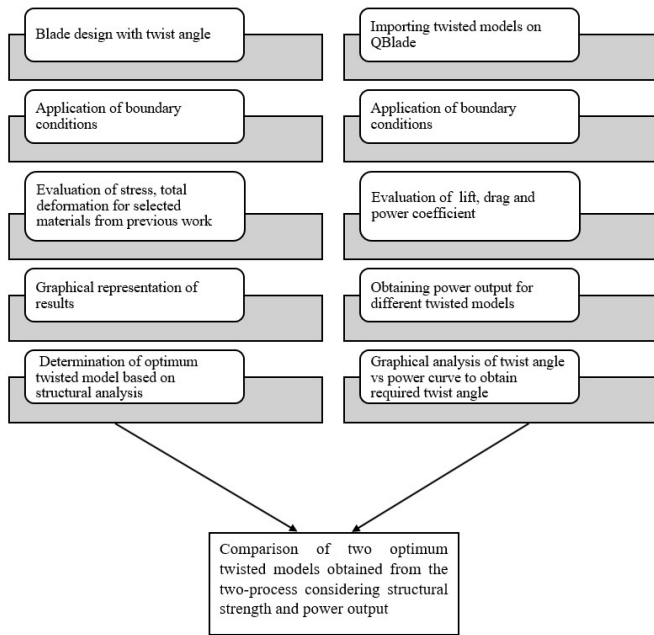 Blade design with twist angle
Application of boundary
conditions
Evaluation of stress, total
deformation for selected
materials from previous work
Graphical representation of
results
Determination of optimum
twisted model based on
structural analysis
Importing twisted models on
QBlade
Application of boundary
conditions
Evaluation of lift, drag and
power coefficient
Obtaining power output for
different twisted models
Graphical analysis of twist angle
vs power curve to obtain
required twist angle
Comparison of two optimum
twisted models obtained from the
two-process considering structural
strength and power output